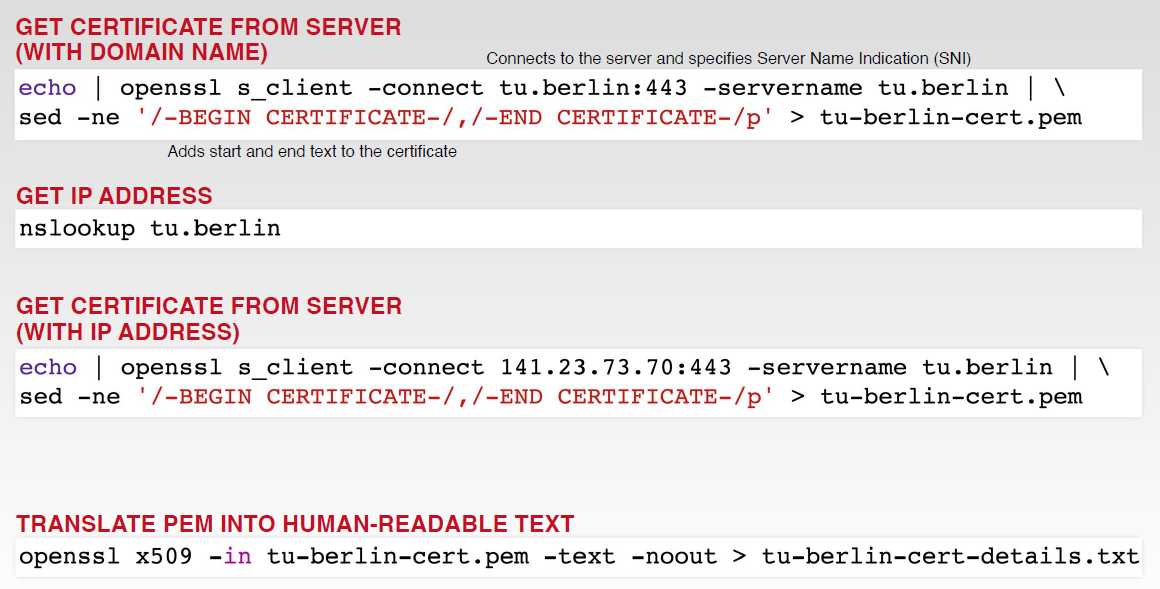 GET CERTIFICATE FROM SERVER
(WITH DOMAIN NAME)
Connects to the server and specifies Server Name Indication (SNI)
echo | openssl s_client -connect tu.berlin:443 -servername tu.berlin | \
sed -ne '/-BEGIN CERTIFICATE-/,/-END CERTIFICATE-/p' > tu-berlin-cert.pem
Adds start and end text to the certificate
GET IP ADDRESS
nslookup tu.berlin
GET CERTIFICATE FROM SERVER
(WITH IP ADDRESS)
echo | openssl s_client -connect 141.23.73.70:443 -servername tu.berlin | \
sed -ne '/-BEGIN CERTIFICATE-/,/-END CERTIFICATE-/p' > tu-berlin-cert.pem
TRANSLATE PEM INTO HUMAN-READABLE TEXT
openssl x509 -in tu-berlin-cert.pem -text -noout > tu-berlin-cert-details.txt